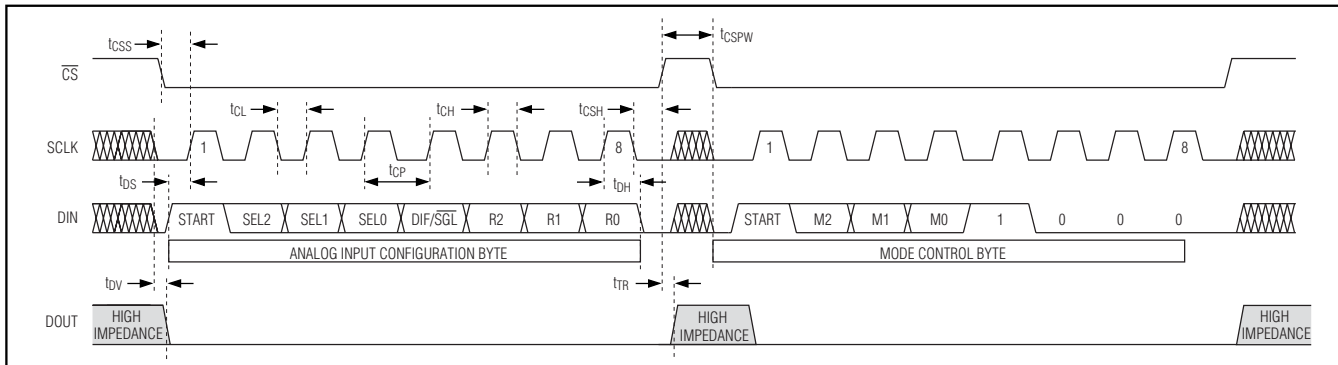 tCSS
tCSPW
CS
tCL
tCH
tCSH
SCLK
1
8
1
8
tDS
tCP
tDH
DIN
START
SEL2
SEL1
SEL0
DIF/SGL
R2
R1
R0
START
M2
M1
M0
1
0
0
0
ANALOG INPUT CONFIGURATION BYTE
MODE CONTROL BYTE
tDV
tTR
DOUT
HIGH
IMPEDANCE
HIGH
IMPEDANCE
HIGH
IMPEDANCE